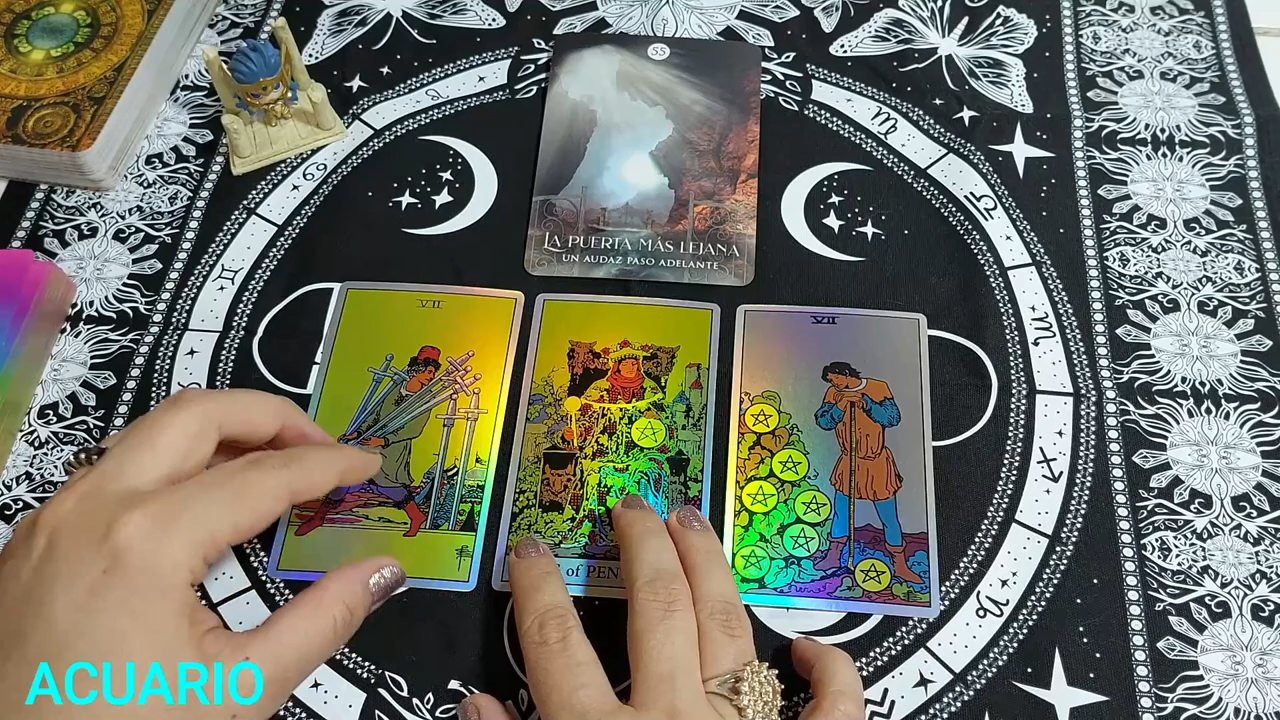 55
LA PUERTA MÁS LEJANA
UN AUDAZ PASO ADELANTE
VII
VII
of PEN
ACUARIO